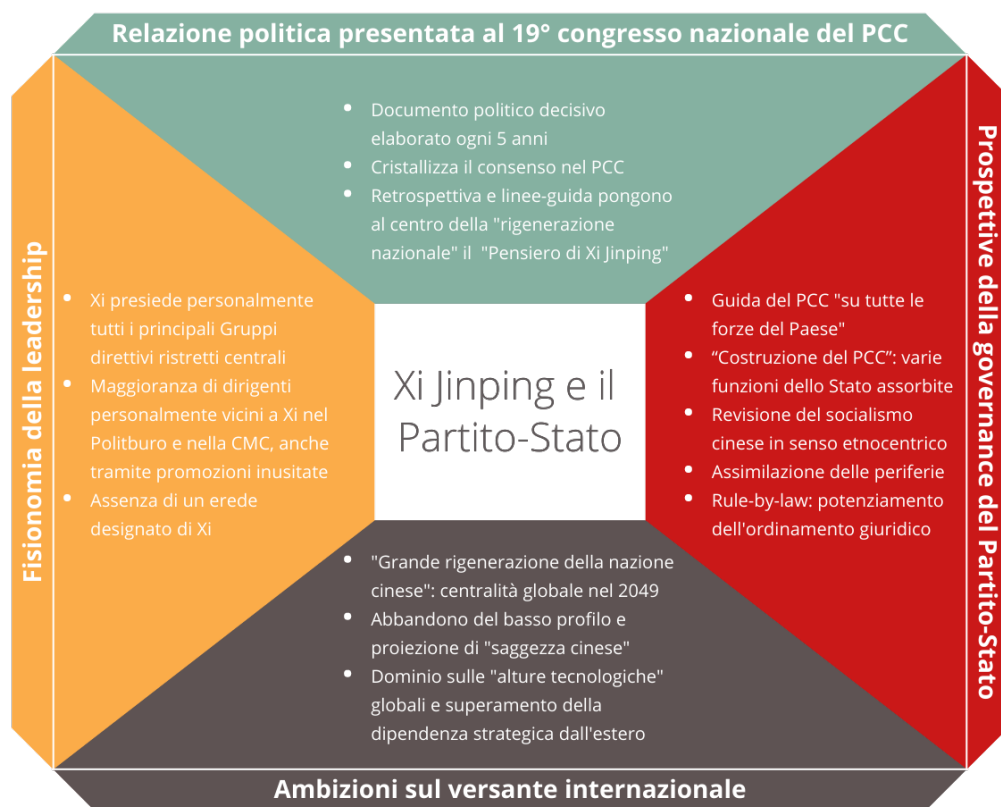 Relazione politica presentata al 19° congresso nazionale del PCC
• Documento politico decisivo
elaborato ogni 5 anni
• Cristallizza il consenso nel PCC
• Retrospettiva e linee-guida pongono
al centro della "rigenerazione
nazionale" il "Pensiero di Xi Jinping"
Fisionomia della leadership
• Xi presiede personalmente
tutti i principali Gruppi
direttivi ristretti centrali
• Maggioranza di dirigenti
personalmente vicini a Xi nel
Politburo e nella CMC, anche
tramite promozioni inusitate
• Assenza di un erede
designato di Xi
Xi Jinping e il
Partito-Stato
• Guida del PCC "su tutte le
forze del Paese"
• “Costruzione del PCC”: varie
funzioni dello Stato assorbite
• Revisione del socialismo
cinese in senso etnocentrico
• Assimilazione delle periferie
• Rule-by-law: potenziamento
dell'ordinamento giuridico
Prospettive della governance del Partito-Stato
• "Grande rigenerazione della nazione
cinese": centralità globale nel 2049
• Abbandono del basso profilo e
proiezione di "saggezza cinese"
• Dominio sulle "alture tecnologiche"
globali e superamento della
dipendenza strategica dall'estero
Ambizioni sul versante internazionale